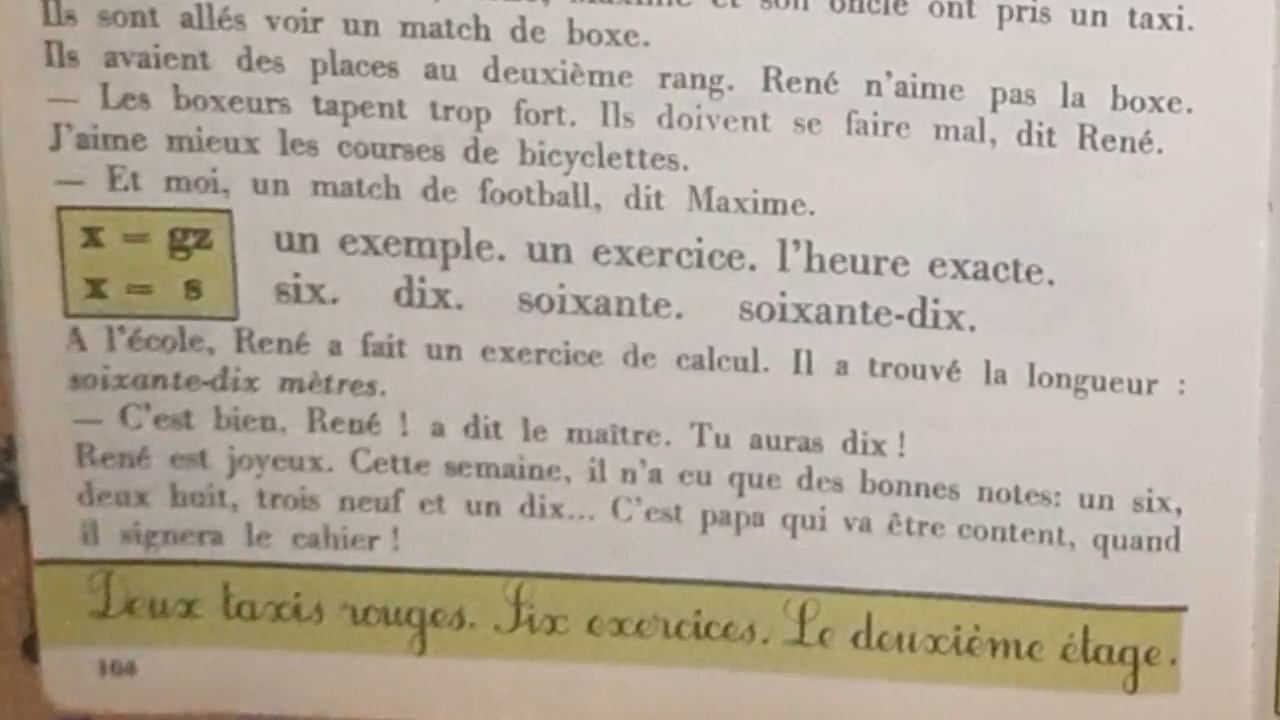 son oncle ont pris un taxi.
Ils sont allés voir un match de boxe.
Ils avaient des places au deuxième rang. René n'aime pas la boxe.
— Les boxeurs tapent trop fort. Ils doivent se faire mal, dit René.
J'aime mieux les courses de bicyclettes.
— Et moi, un match de football, dit Maxime.
x = gz un exemple. un exercice. l'heure exacte.
x = s six. dix. soixante. soixante-dix.
A l'école, René a fait un exercice de calcul. Il a trouvé la longueur :
soixante-dix mètres.
— C'est bien, René ! a dit le maître. Tu auras dix !
René est joyeux. Cette semaine, il n'a eu que des bonnes notes: un six,
deux huit, trois neuf et un dix... C'est papa qui va être content, quand
il signera le cahier !
Deux taxis rouges. Six exercices. Le deuxième étage.
104